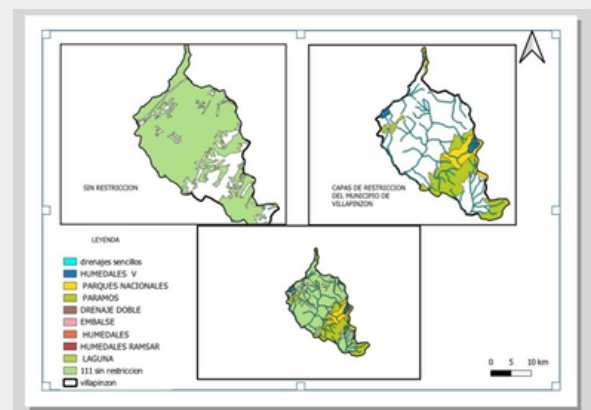 SIN RESTRICCION
CAPAS DE RESTRICCION
DEL MUNICIPIO DE
VILLAPINZON
LEYENDA
drenajes sencillos
HUMEDALES V
PARQUES NACIONALES
PARAMOS
DRENAJE DOBLE
EMBALSE
HUMEDALES
HUMEDALES RAMSAR
LAGUNA
111 sin restriccion
villapinzon
0 5 10 km